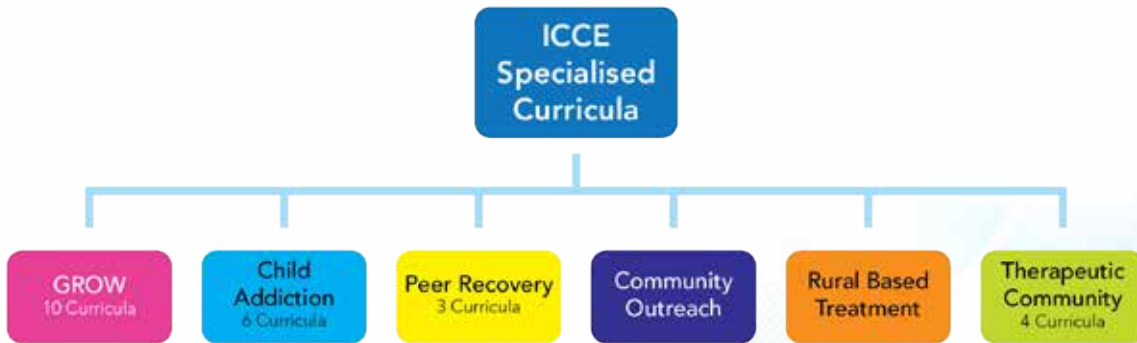 ICCE
Specialised
Curricula
GROW
10 Curricula
Child
Addiction
6 Curricula
Peer Recovery
3 Curricula
Community
Outreach
Rural Based
Treatment
Therapeutic
Community
4 Curricula